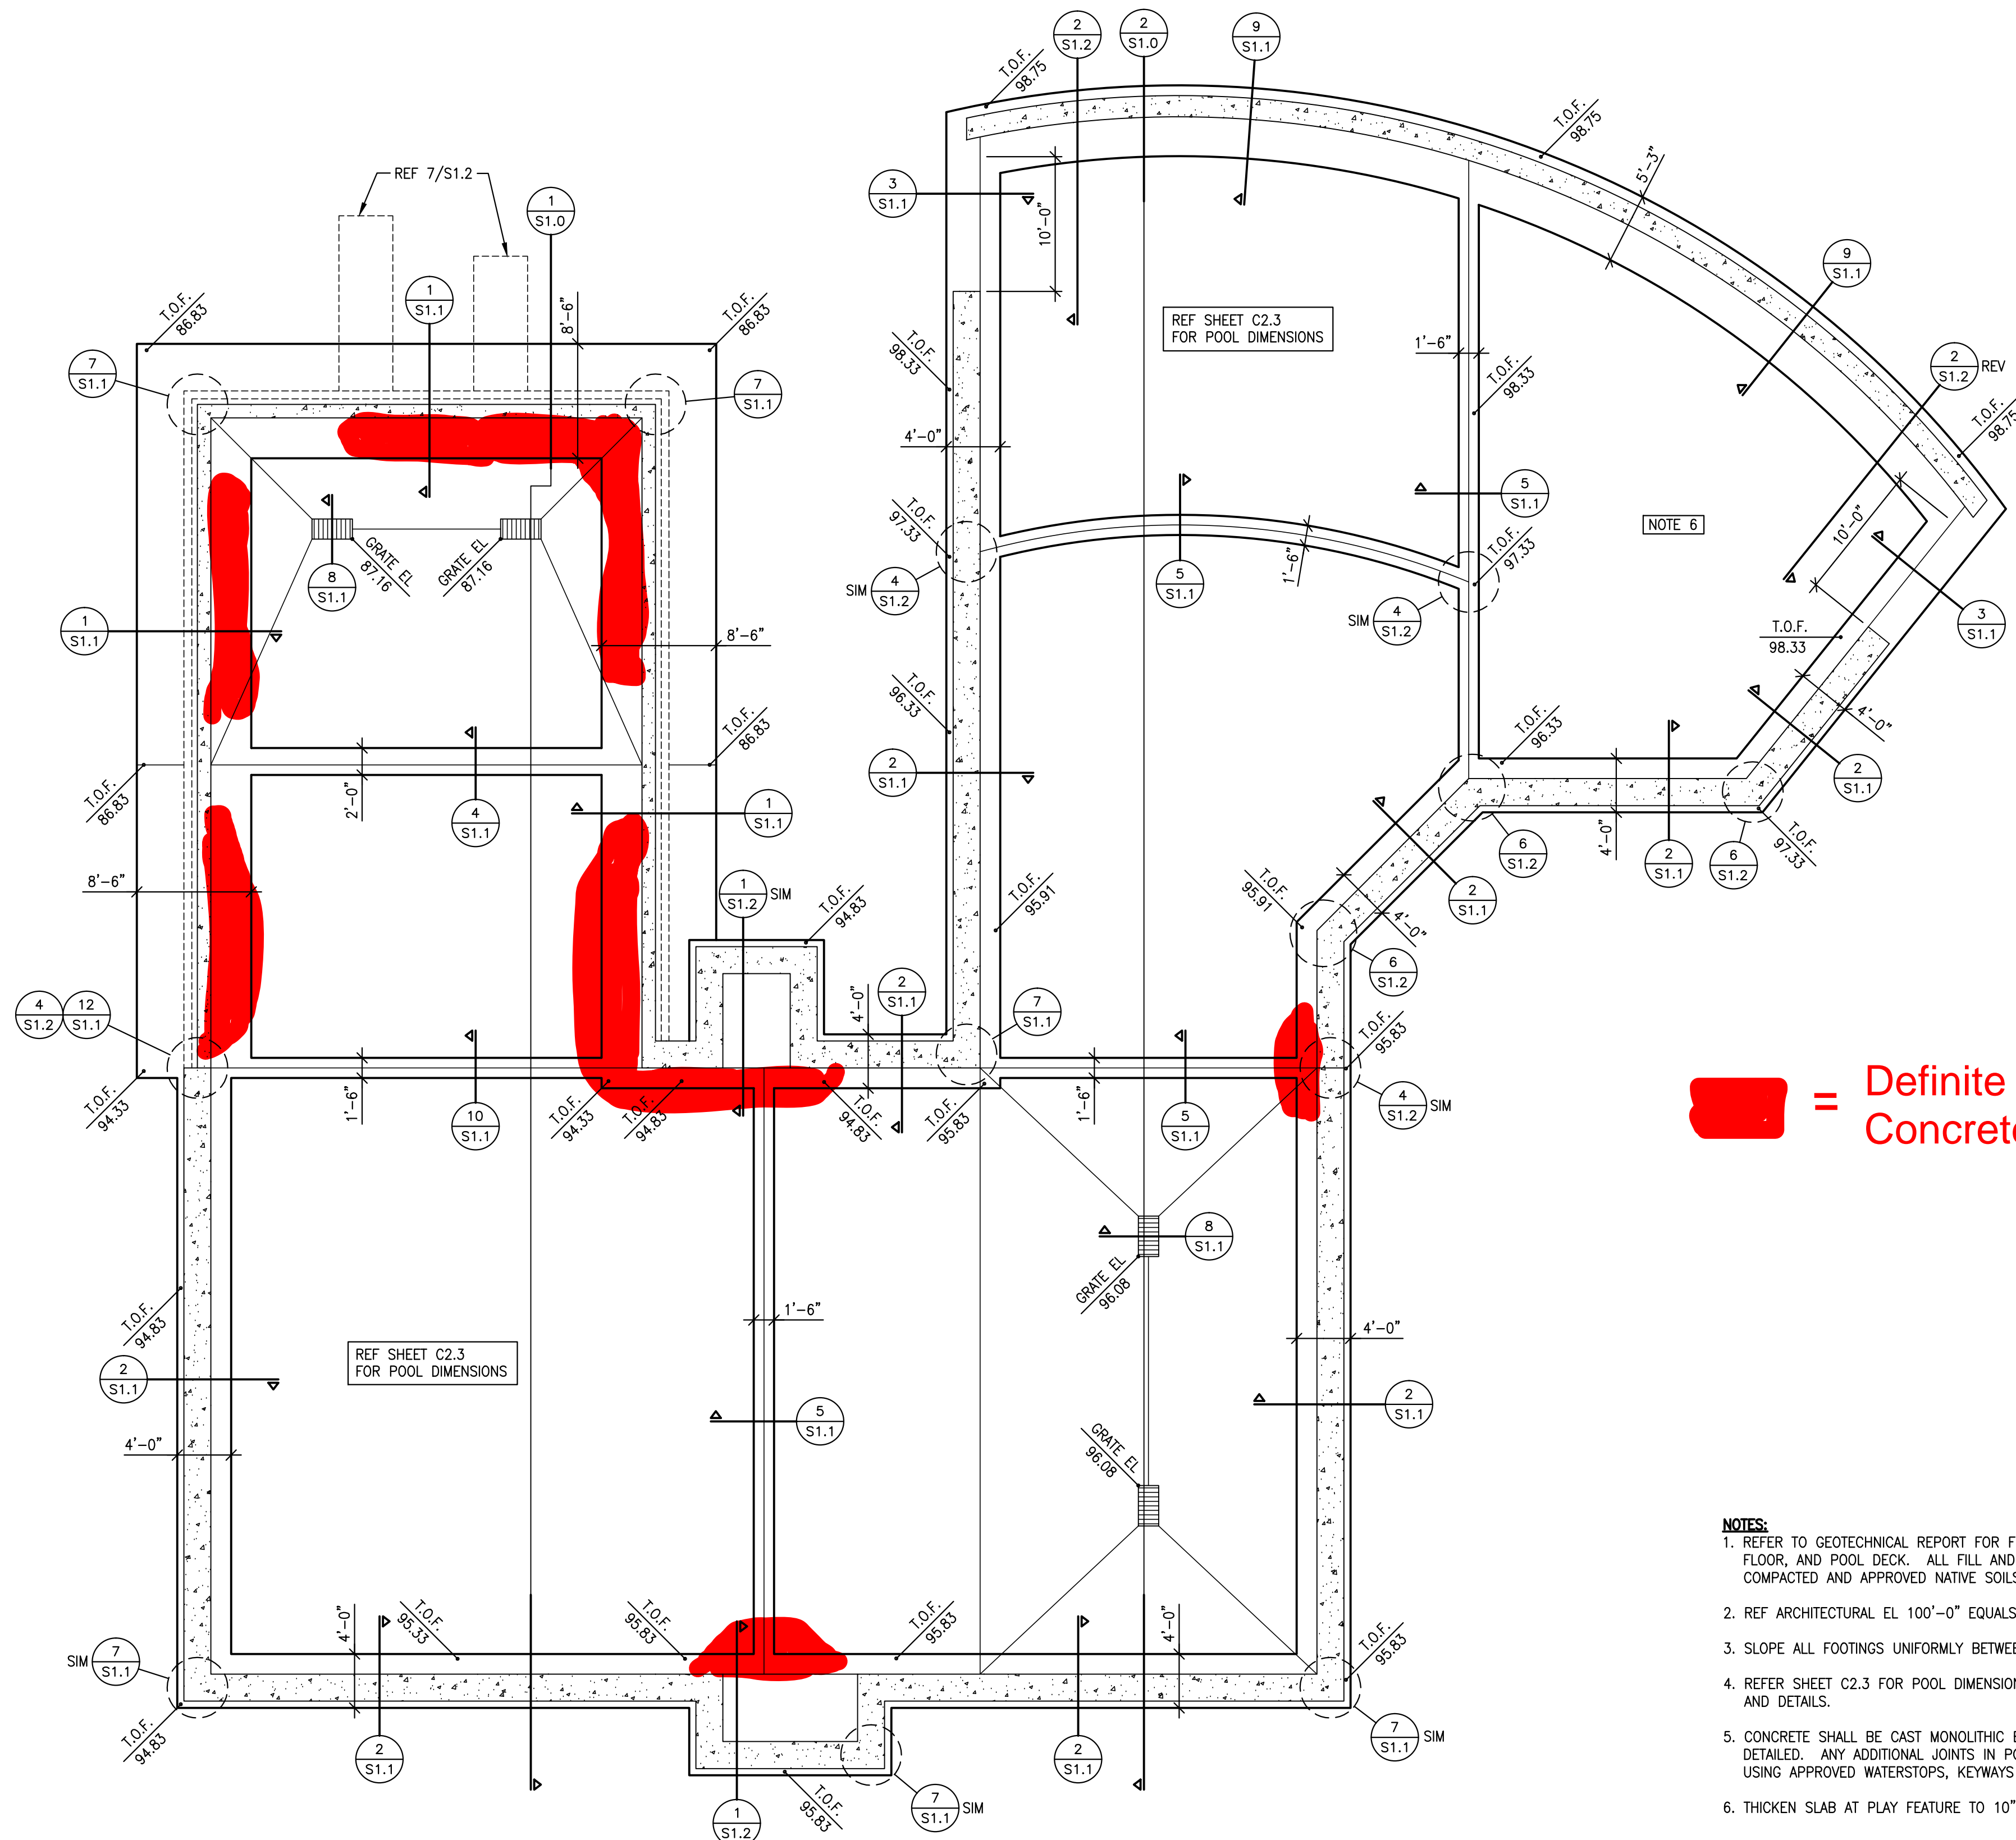 2
S1.2
2
S1.0
9
S1.1
T.O.F.
98.75
T.O.F.
98.75
5'-3"
REF 7/S1.2
1
S1.0
3
S1.1
10'-0"
9
S1.1
1
S1.1
8'-6"
T.O.F.
86.83
T.O.F.
86.83
REF SHEET C2.3
FOR POOL DIMENSIONS
T.O.F.
98.33
1'-6"
T.O.F.
98.33
2
S1.2
REV
T.O.F.
98.75
7
S1.1
7
S1.1
4'-0"
5
S1.1
T.O.F.
97.33
NOTE 6
10'-0"
GRATE EL
87.16
GRATE EL
87.16
8
S1.1
SIM
4
S1.2
5
S1.1
1'-6"
T.O.F.
97.33
SIM
4
S1.2
1
S1.1
8'-6"
3
S1.1
T.O.F.
98.33
T.O.F.
96.33
T.O.F.
86.83
T.O.F.
96.33
4'-0"
2
S1.1
2
S1.1
T.O.F.
86.83
2'-0"
4
S1.1
1
S1.1
4'-0"
T.O.F.
97.33
6
S1.2
2
S1.1
6
S1.2
8'-6"
1
S1.2
SIM
T.O.F.
94.83
T.O.F.
95.91
T.O.F.
95.91
2
S1.1
4'-0"
6
S1.2
4
S1.2
12
S1.1
2
S1.1
4'-0"
7
S1.1
T.O.F.
95.83
T.O.F.
94.33
1'-6"
10
S1.1
T.O.F.
94.33
T.O.F.
94.83
T.O.F.
94.83
T.O.F.
95.83
1'-6"
5
S1.1
4
S1.2
SIM
= Definite
Concrete
8
S1.1
GRATE EL
96.08
T.O.F.
94.83
1'-6"
4'-0"
REF SHEET C2.3
FOR POOL DIMENSIONS
2
S1.1
5
S1.1
2
S1.1
4'-0"
GRATE EL
96.08
T.O.F.
95.33
4'-0"
T.O.F.
95.83
T.O.F.
95.83
4'-0"
T.O.F.
95.83
SIM
7
S1.1
T.O.F.
94.83
2
S1.1
1
S1.2
T.O.F.
95.83
7
S1.1
SIM
2
S1.1
7
S1.1
SIM
NOTES:
1. REFER TO GEOTECHNICAL REPORT FOR F
FLOOR, AND POOL DECK. ALL FILL AND
COMPACTED AND APPROVED NATIVE SOILS
2. REF ARCHITECTURAL EL 100'-0" EQUALS
3. SLOPE ALL FOOTINGS UNIFORMLY BETWE
4. REFER SHEET C2.3 FOR POOL DIMENSION
AND DETAILS.
5. CONCRETE SHALL BE CAST MONOLITHIC
DETAILED. ANY ADDITIONAL JOINTS IN PO
USING APPROVED WATERSTOPS, KEYWAYS
6. THICKEN SLAB AT PLAY FEATURE TO 10"